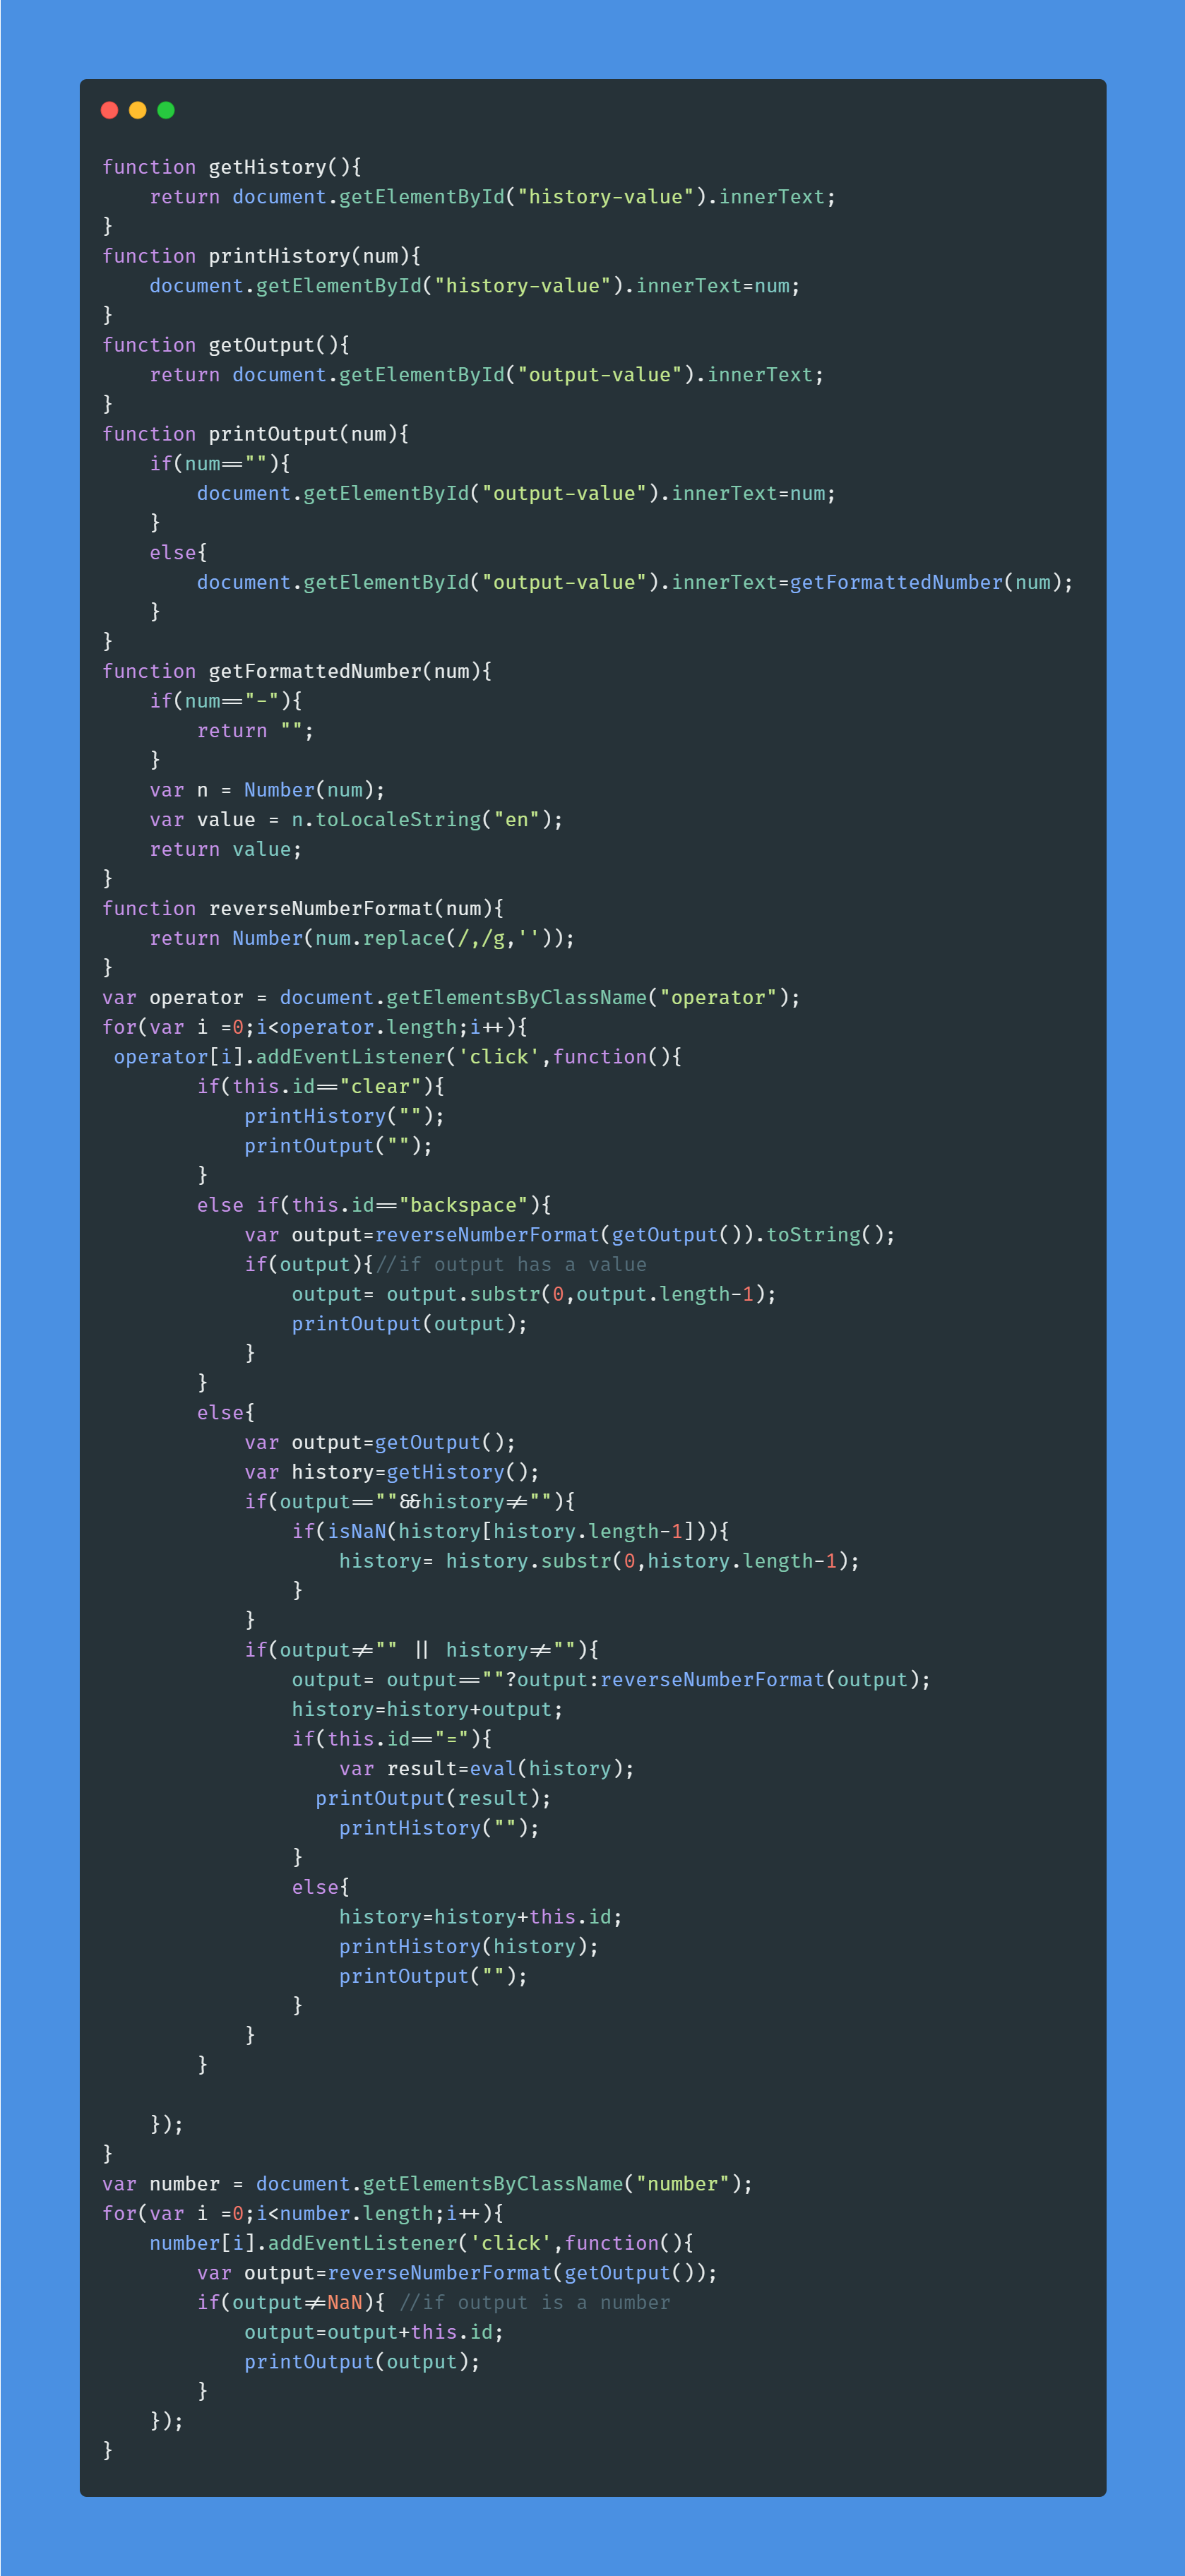 function getHistory(){
    return document.getElementById("history-value").innerText;
}
function printHistory(num){
    document.getElementById("history-value").innerText=num;
}
function getOutput(){
    return document.getElementById("output-value").innerText;
}
function printOutput(num){
    if(num==""){
        document.getElementById("output-value").innerText=num;
    }
    else{
        document.getElementById("output-value").innerText=getFormattedNumber(num);
    }
}
function getFormattedNumber(num){
    if(num=="-"){
        return "";
    }
    var n = Number(num);
    var value = n.toLocaleString("en");
    return value;
}
function reverseNumberFormat(num){
    return Number(num.replace(/,/g,''));
}
var operator = document.getElementsByClassName("operator");
for(var i =0;i<operator.length;i++){
 operator[i].addEventListener('click',function(){
        if(this.id=="clear"){
            printHistory("");
            printOutput("");
        }
        else if(this.id=="backspace"){
            var output=reverseNumberFormat(getOutput()).toString();
            if(output){//if output has a value
                output= output.substr(0,output.length-1);
                printOutput(output);
            }
        }
        else{
            var output=getOutput();
            var history=getHistory();
            if(output==""&&history!=""){
                if(isNaN(history[history.length-1])){
                    history= history.substr(0,history.length-1);
                }
            }
            if(output!="" || history!=""){
                output= output==""?output:reverseNumberFormat(output);
                history=history+output;
                if(this.id=="="){
                    var result=eval(history);
                  printOutput(result);
                    printHistory("");
                }
                else{
                    history=history+this.id;
                    printHistory(history);
                    printOutput("");
                }
            }
        }

    });
}
var number = document.getElementsByClassName("number");
for(var i =0;i<number.length;i++){
    number[i].addEventListener('click',function(){
        var output=reverseNumberFormat(getOutput());
        if(output!=NaN){ //if output is a number
            output=output+this.id;
            printOutput(output);
        }
    });
}